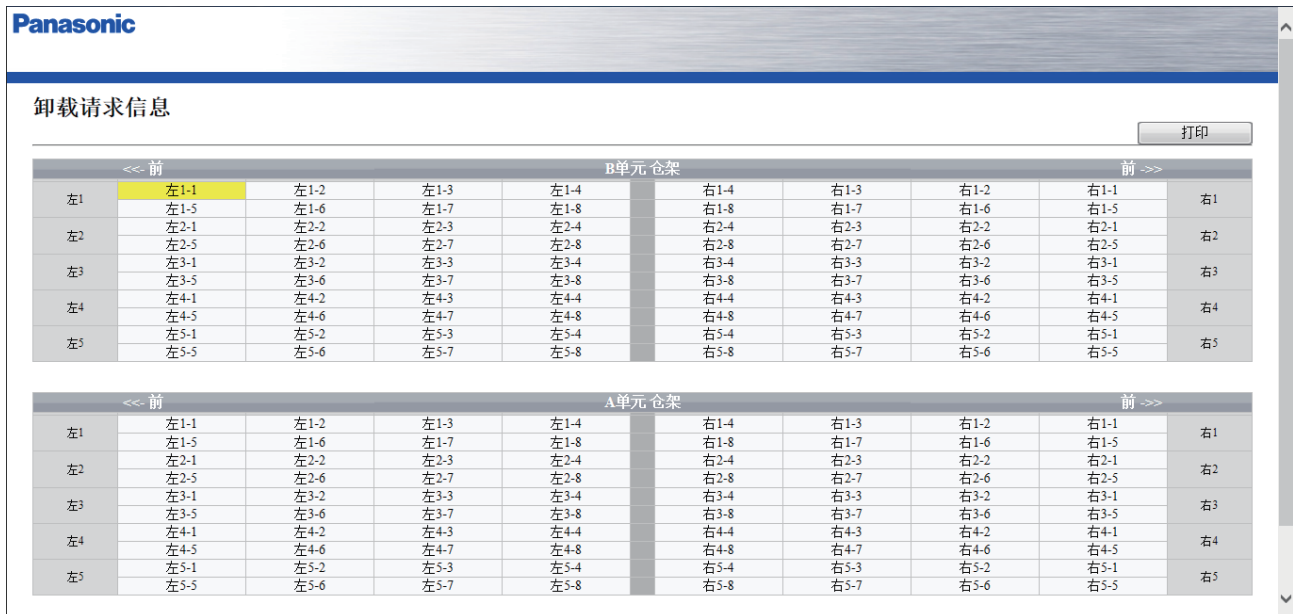 Panasonic
卸载请求信息
打印
<<- 前 B单元 仓架 前 ->>
左1 左1-1 左1-2 左1-3 左1-4 右1-4 右1-3 右1-2 右1-1 右1
左1-5 左1-6 左1-7 左1-8 右1-8 右1-7 右1-6 右1-5
左2 左2-1 左2-2 左2-3 左2-4 右2-4 右2-3 右2-2 右2-1 右2
左2-5 左2-6 左2-7 左2-8 右2-8 右2-7 右2-6 右2-5
左3 左3-1 左3-2 左3-3 左3-4 右3-4 右3-3 右3-2 右3-1 右3
左3-5 左3-6 左3-7 左3-8 右3-8 右3-7 右3-6 右3-5
左4 左4-1 左4-2 左4-3 左4-4 右4-4 右4-3 右4-2 右4-1 右4
左4-5 左4-6 左4-7 左4-8 右4-8 右4-7 右4-6 右4-5
左5 左5-1 左5-2 左5-3 左5-4 右5-4 右5-3 右5-2 右5-1 右5
左5-5 左5-6 左5-7 左5-8 右5-8 右5-7 右5-6 右5-5
<<- 前 A单元 仓架 前 ->>
左1 左1-1 左1-2 左1-3 左1-4 右1-4 右1-3 右1-2 右1-1 右1
左1-5 左1-6 左1-7 左1-8 右1-8 右1-7 右1-6 右1-5
左2 左2-1 左2-2 左2-3 左2-4 右2-4 右2-3 右2-2 右2-1 右2
左2-5 左2-6 左2-7 左2-8 右2-8 右2-7 右2-6 右2-5
左3 左3-1 左3-2 左3-3 左3-4 右3-4 右3-3 右3-2 右3-1 右3
左3-5 左3-6 左3-7 左3-8 右3-8 右3-7 右3-6 右3-5
左4 左4-1 左4-2 左4-3 左4-4 右4-4 右4-3 右4-2 右4-1 右4
左4-5 左4-6 左4-7 左4-8 右4-8 右4-7 右4-6 右4-5
左5 左5-1 左5-2 左5-3 左5-4 右5-4 右5-3 右5-2 右5-1 右5
左5-5 左5-6 左5-7 左5-8 右5-8 右5-7 右5-6 右5-5